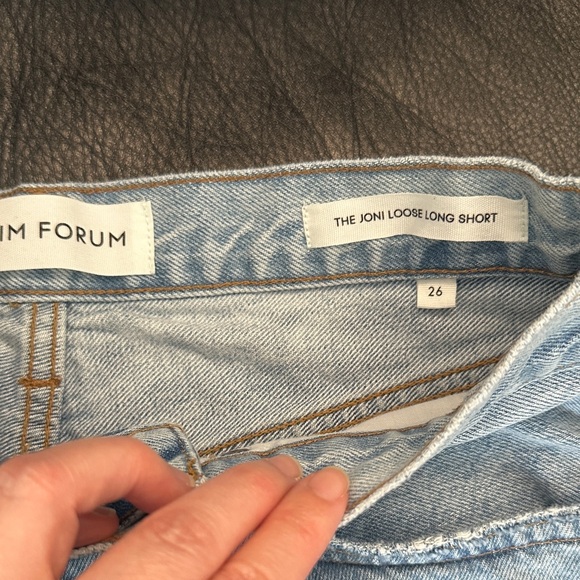 IM FORUM
THE JONI LOOSE LONG SHORT
26